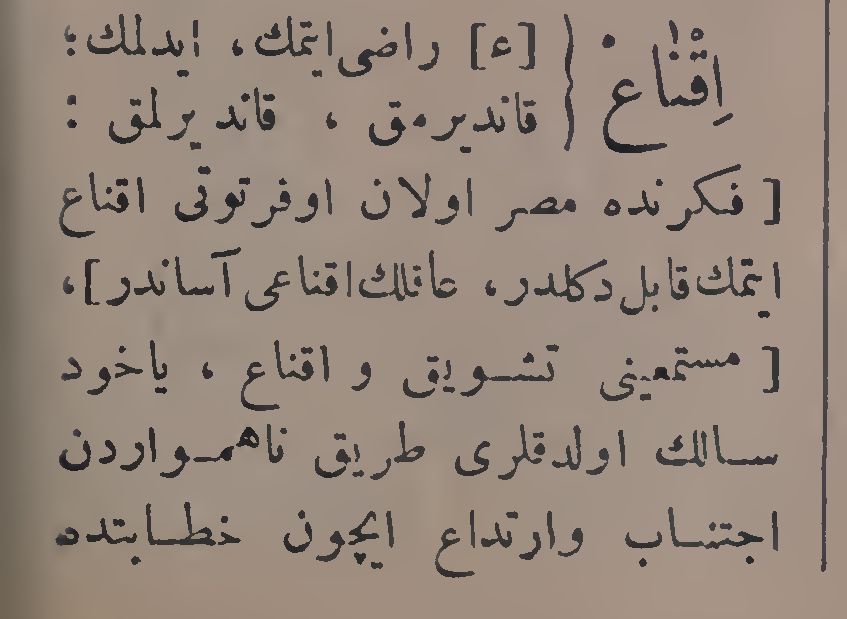 اِقْنَاع { [ع] راضی ایتمك، ایدلمك؛
قاندیرمق ، قاندیرلمق :
[ فکرنده مصر اولان اوفرتوتی اقناع
ایتمك قابل دکلدر، عاقلك اقناعی آساندر]،
[ مستمعینی تشویق و اقناع ، یاخود
سالك اولدقلری طریق ناهمواردن
اجتناب وارتداع ایچون خطابتده